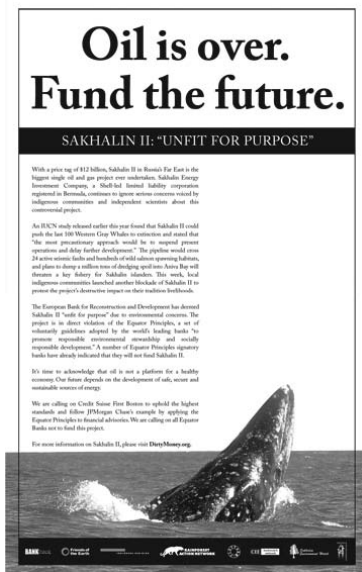 Oil is over.
Fund the future.
SAKHALIN II: “UNFIT FOR PURPOSE”
With a price tag of $12 billion, Sakhalin II in Russia's Far East is the
biggest single oil and gas project ever undertaken. Sakhalin Energy
Investment Company, a Shell-led limited liability corporation
registered in Bermuda, continues to ignore serious concerns voiced by
indigenous communities and independent scientists about this
controversial project.
An IUCN study released earlier this year found that Sakhalin II could
push the last 100 Western Gray Whales to extinction and stated that
“the most precautionary approach would be to suspend present
operations and delay further development.” The pipeline would cross
24 active seismic faults and hundreds of wild salmon spawning habitats,
and plans to dump a million tons of dredging spoil into Aniva Bay will
threaten a key fishery for Sakhalin islanders. This week, local
indigenous communities launched another blockade of Sakhalin II to
protest the project's destructive impact on their tradition livelihoods.
The European Bank for Reconstruction and Development has deemed
Sakhalin II “unfit for purpose” due to environmental concerns. The
project is in direct violation of the Equator Principles, a set of
voluntarily guidelines adopted by the world's leading banks “to
promote responsible environmental stewardship and socially
responsible development.” A number of Equator Principles signatory
banks have already indicated that they will not fund Sakhalin II.
It's time to acknowledge that oil is not a platform for a healthy
economy. Our future depends on the development of safe, secure and
sustainable sources of energy.
We are calling on Credit Suisse First Boston to uphold the highest
standards and follow JPMorgan Chase's example by applying the
Equator Principles to financial advisories. We are calling on all Equator
Banks not to fund this project.
For more information on Sakhalin II, please visit DirtyMoney.org.
BANK
Friends of
the Earth
RAINFOREST
ACTION NETWORK